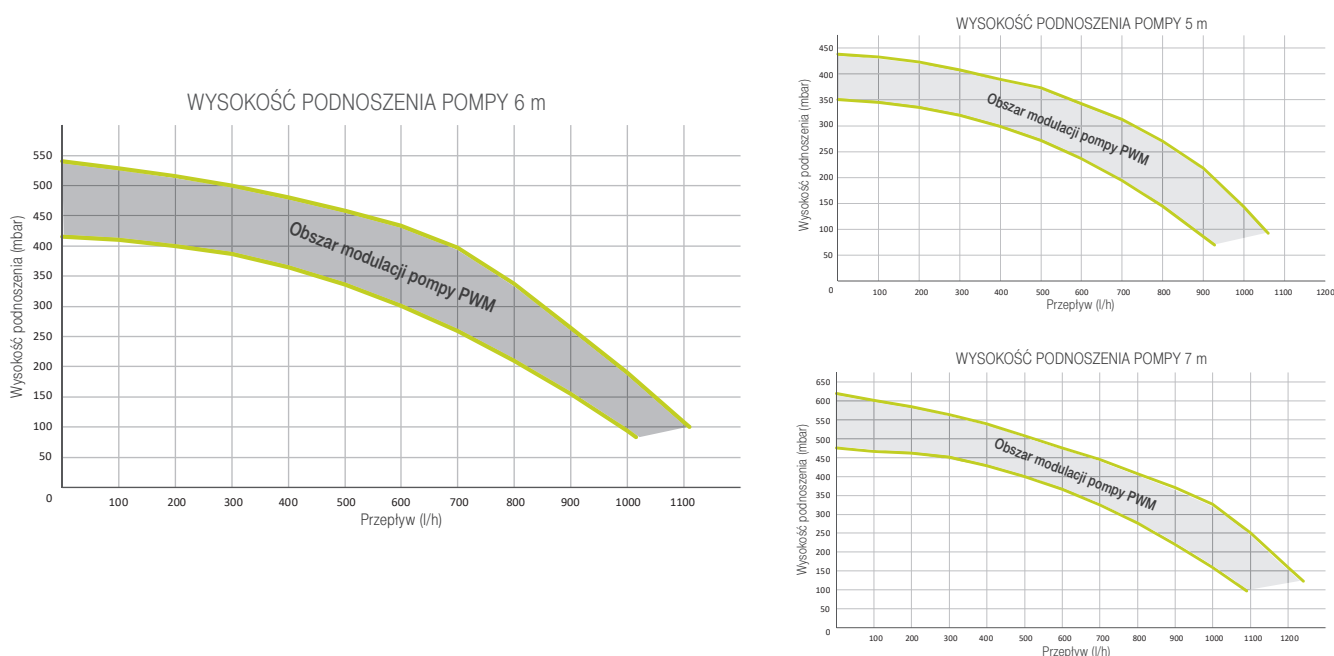 WYSOKOŚĆ PODNOSZENIA POMPY 6 m
Wysokość podnoszenia (mbar)
550
500
450
400
350
300
250
200
150
100
50
0
Obszar modulacji pompy PWM
100 200 300 400 500 600 700 800 900 1000 1100
Przepływ (l/h)
WYSOKOŚĆ PODNOSZENIA POMPY 5 m
Wysokość podnoszenia (mbar)
450
400
350
300
250
200
150
100
50
0
Obszar modulacji pompy PWM
100 200 300 400 500 600 700 800 900 1000 1100 1200
Przepływ (l/h)
WYSOKOŚĆ PODNOSZENIA POMPY 7 m
Wysokość podnoszenia (mbar)
650
600
550
500
450
400
350
300
250
200
150
100
50
0
Obszar modulacji pompy PWM
100 200 300 400 500 600 700 800 900 1000 1100 1200
Przepływ (l/h)